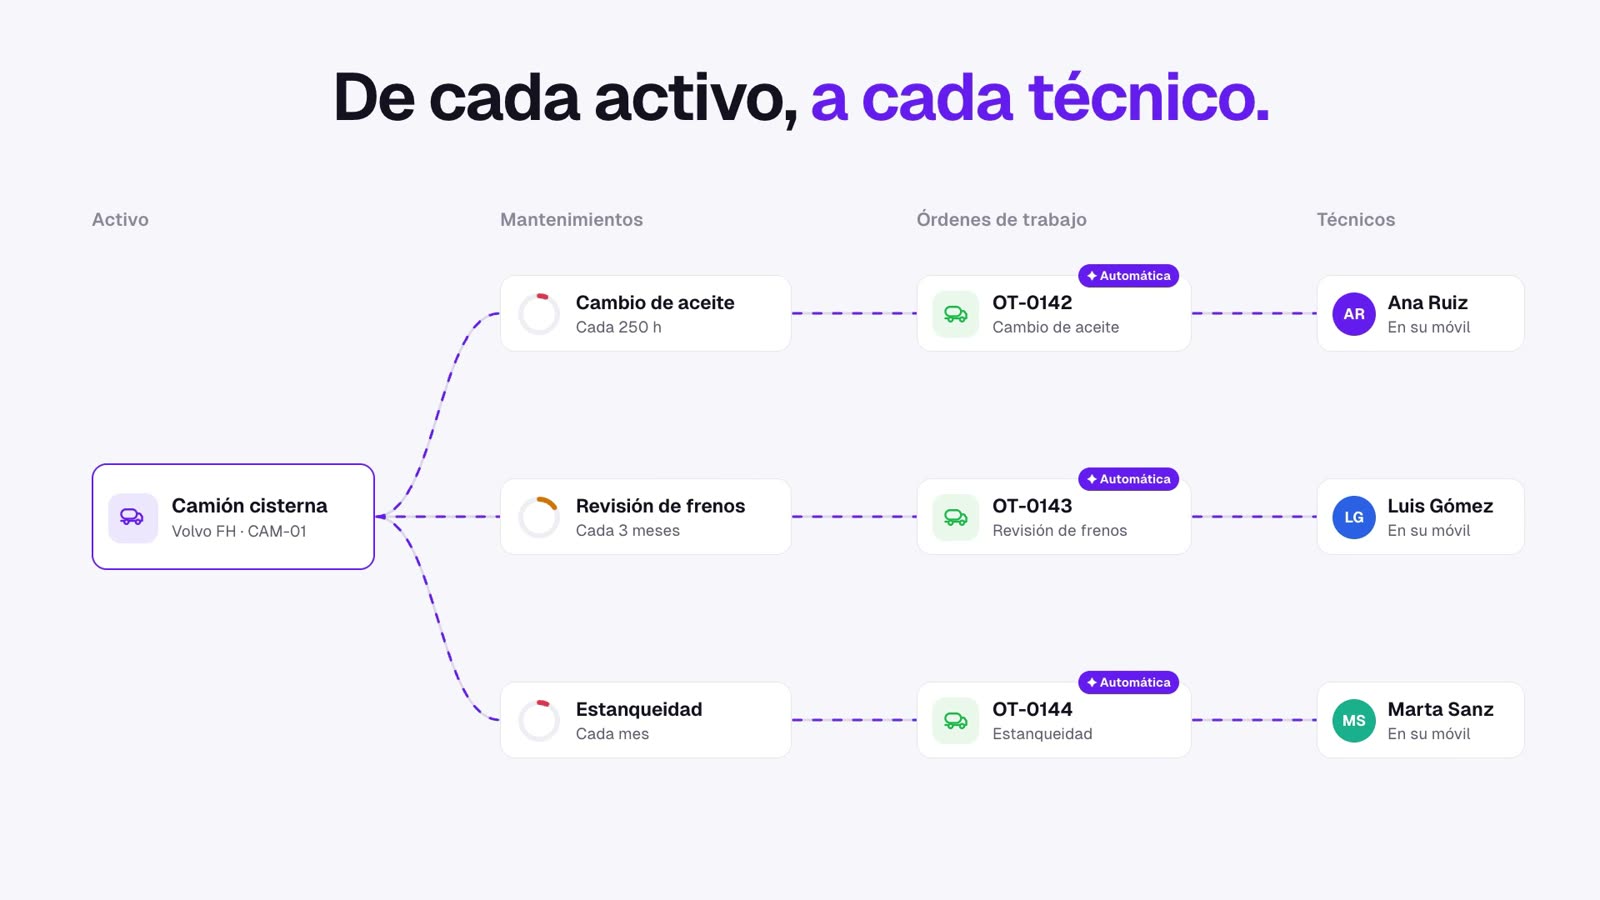 De cada activo, a cada técnico.
Activo
Mantenimientos
Órdenes de trabajo
Técnicos
Camión cisterna
Volvo FH · CAM-01
Cambio de aceite
Cada 250 h
Automática
OT-0142
Cambio de aceite
AR
Ana Ruiz
En su móvil
Revisión de frenos
Cada 3 meses
Automática
OT-0143
Revisión de frenos
LG
Luis Gómez
En su móvil
Estanqueidad
Cada mes
Automática
OT-0144
Estanqueidad
MS
Marta Sanz
En su móvil